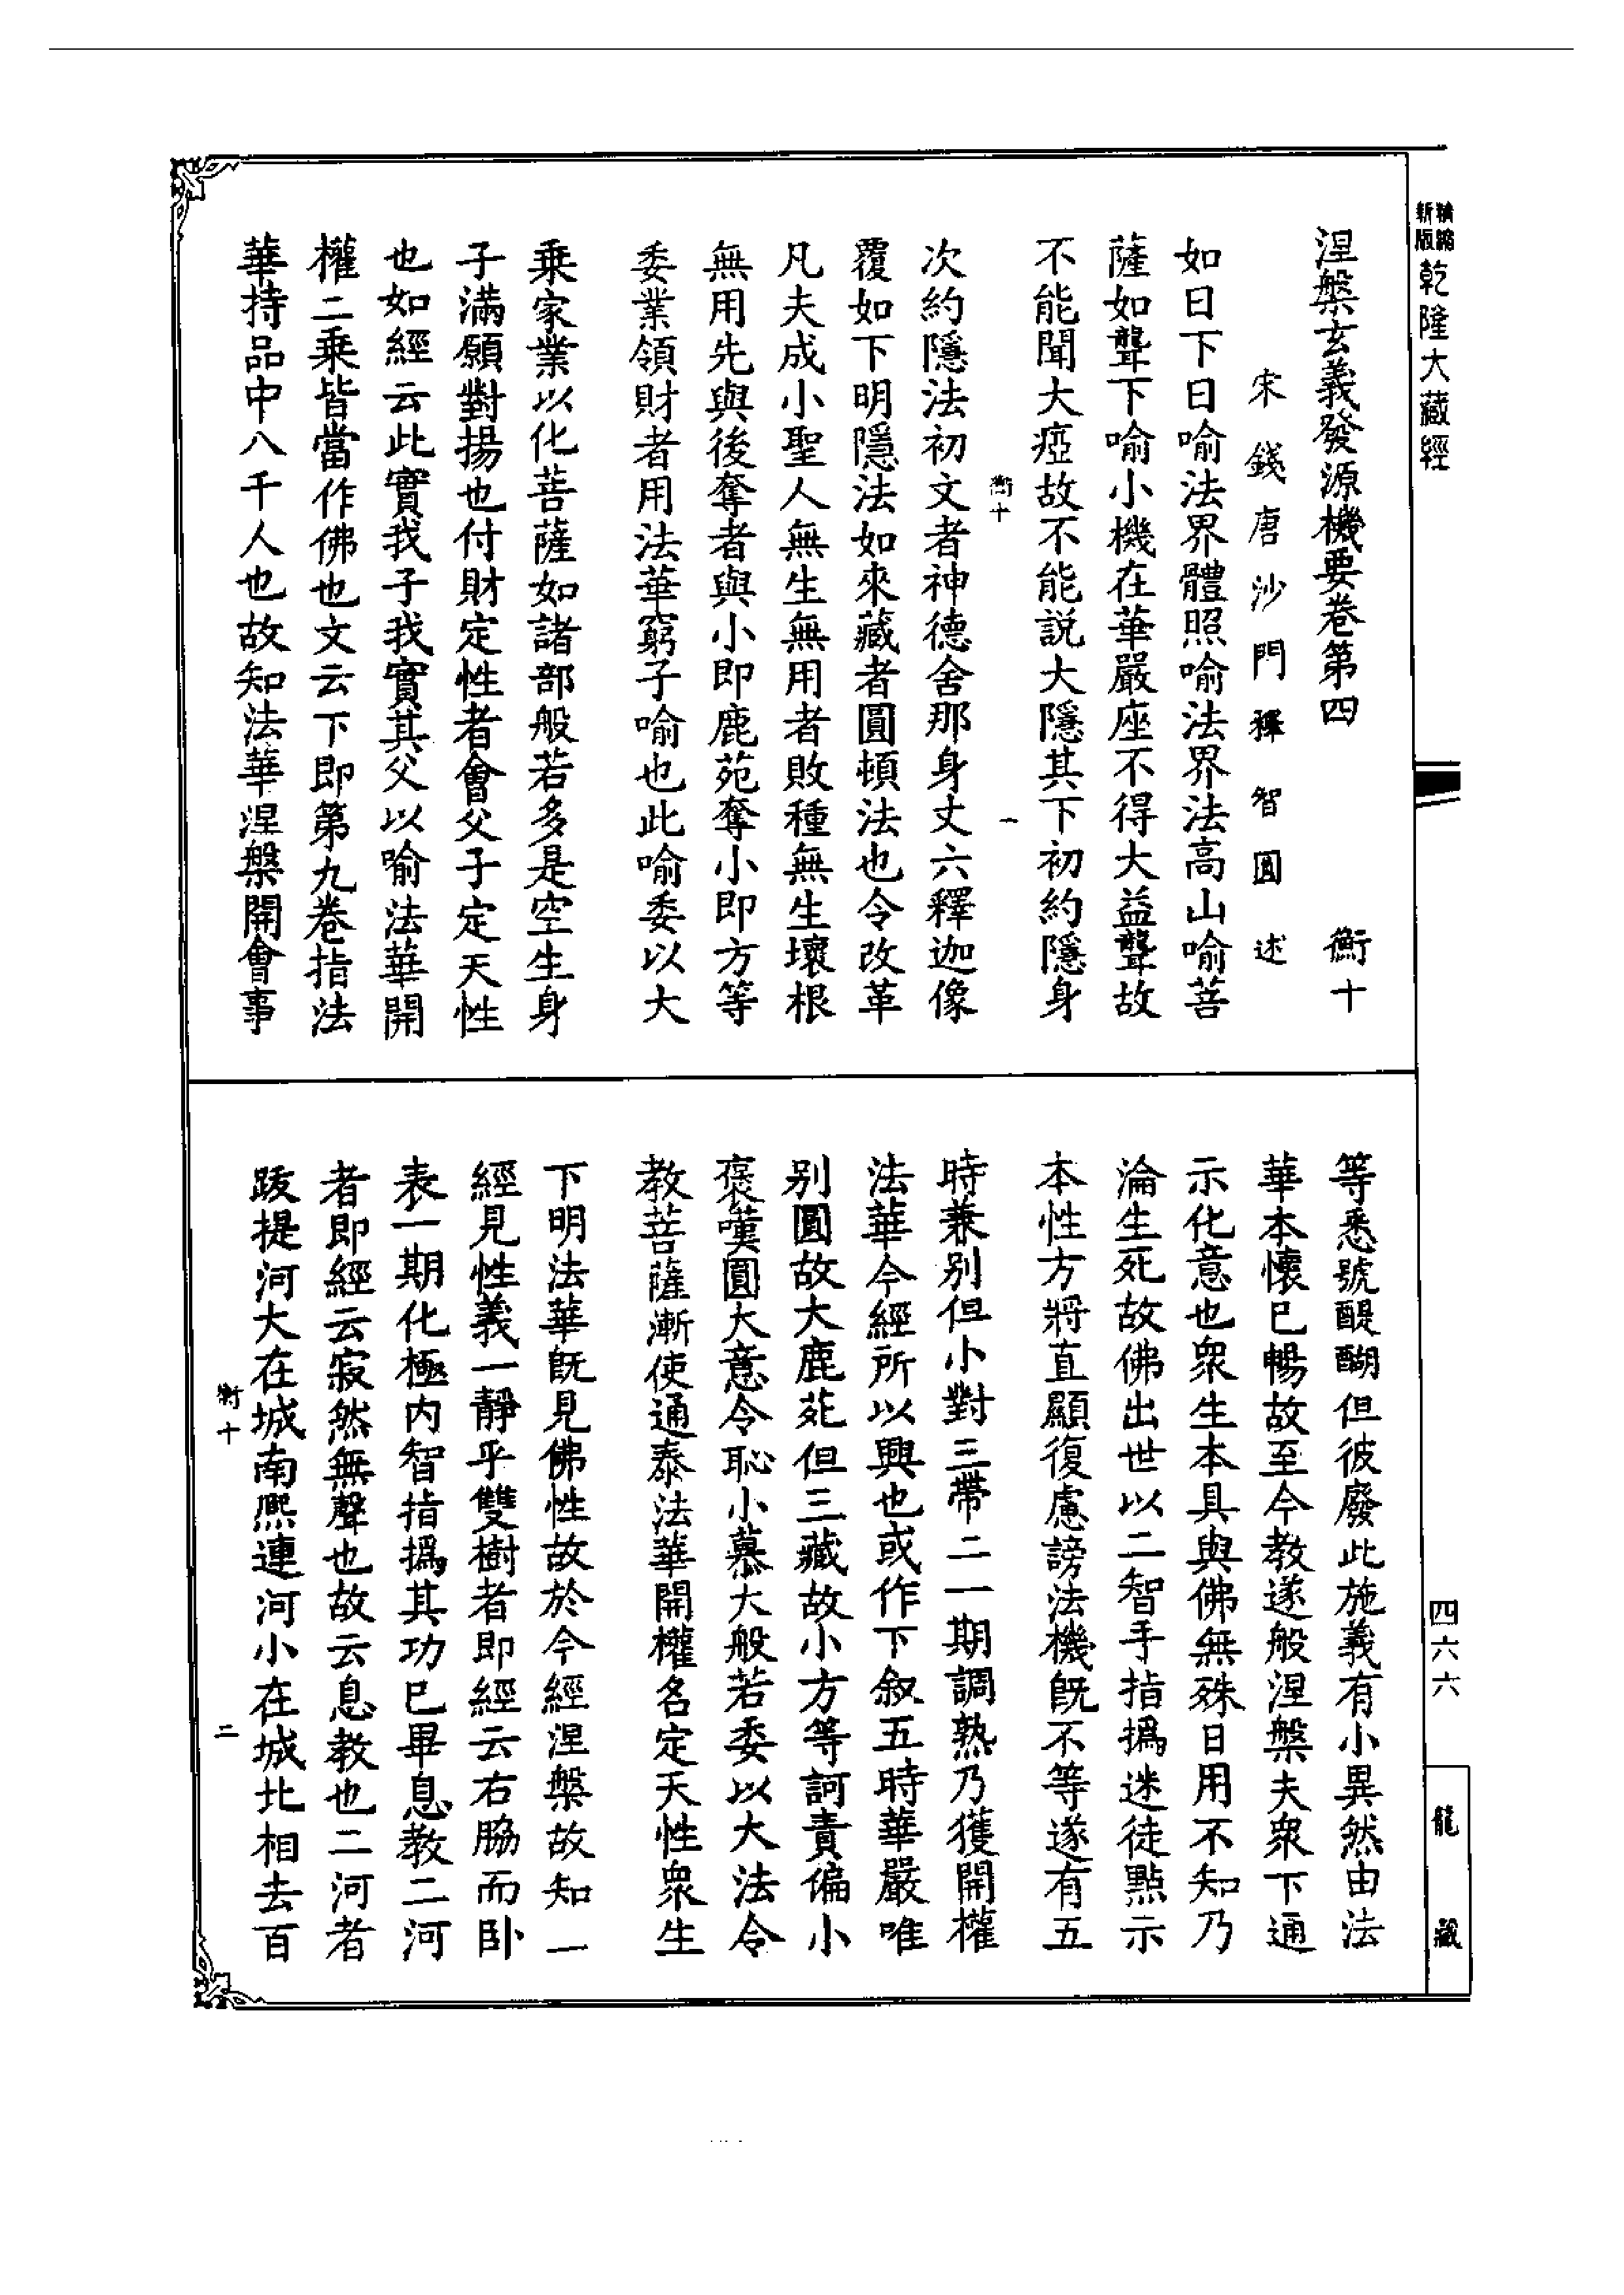 新版精縮
乾隆大藏經
涅槃玄義發源機要卷第四 衡十
宋錢唐沙門釋智圓述
如日下日喻法界體照喻法界法高山喻菩
薩如聾下喻小機在華嚴座不得大益聾故
不能聞大瘂故不能説大隱其下初約隱身
衡十 一
次約隱法初文者神德舍那身丈六釋迦像
覆如下明隱法如來藏者圓頓法也令改革
凡夫成小聖人無生無用者敗種無生壞根
無用先與後奪者與小即鹿苑奪小即方等
委業領財者用法華窮子喻也此喻委以大
乘家業以化菩薩如諸部般若多是空生身
子滿願對揚也付財定性者會父子定天性
也如經云此實我子我實其父以喻法華開
權二乘皆當作佛也文云下即第九卷指法
華持品中八千人也故知法華涅槃開會事
等悉號醍醐但彼廢此施義有小異然由法
華本懷已暢故至今教遂般涅槃夫衆下通
示化意也衆生本具與佛無殊日用不知乃
淪生死故佛出世以二智手指撝迷徒點示
本性方將直顯復慮謗法機旣不等遂有五
時兼别但小對三帶二一期調熟乃獲開權
法華今經所以興也或作下叙五時華嚴唯
别圓故大鹿苑但三藏故小方等訶責偏小
褒嘆圓大意令恥小慕大般若委以大法令
教菩薩漸使通泰法華開權名定天性衆生
下明法華旣見佛性故於今經涅槃故知一
經見性義一靜乎雙樹者即經云右脇而卧
表一期化極内智指撝其功已畢息教二河
者即經云寂然無聲也故云息教也二河者
跋提河大在城南熙連河小在城北相去百
衡十 二
四六六
龍藏